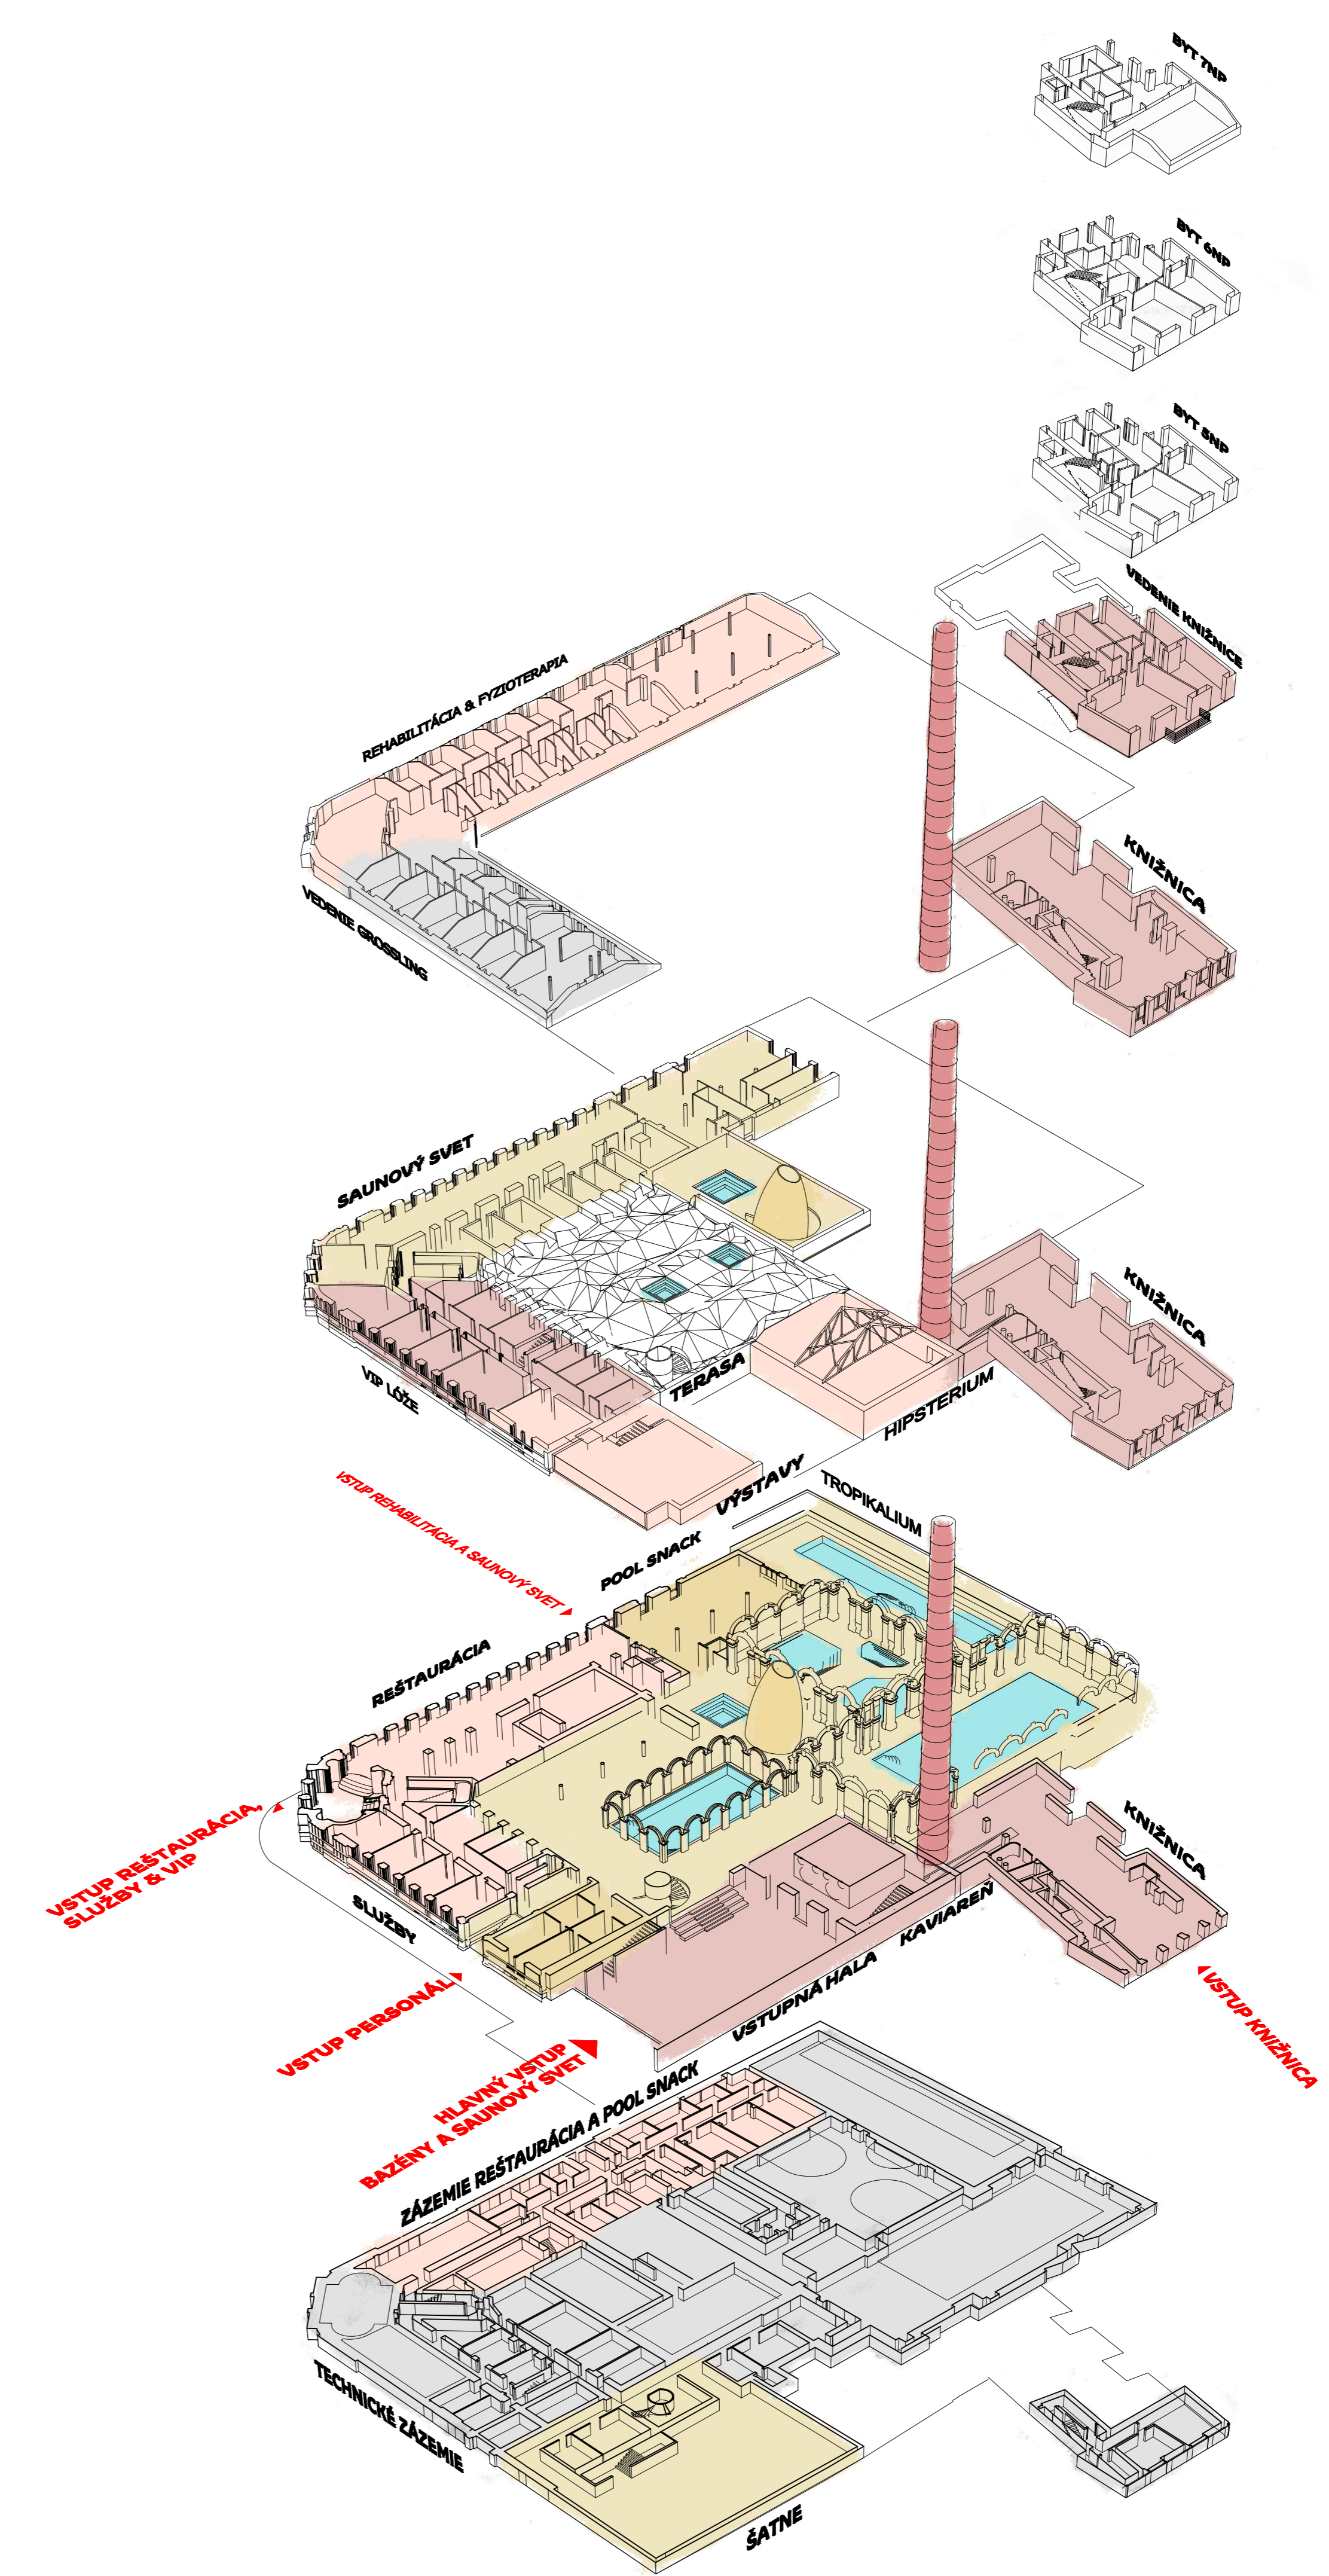 BYT 7NP
BYT 6NP
BYT 5NP
VEDENIE KNIŽNICE
REHABILITÁCIA & FYZIOTERAPIA
KNIŽNICA
VEDENIE GROSSLING
SAUNOVÝ SVET
KNIŽNICA
VIP LÓŽE
TERASA
HIPSTERIUM
VÝSTAVY
TROPIKALIUM
VSTUP REHABILITÁCIA A SAUNOVÝ SVET
POOL SNACK
REŠTAURÁCIA
KNIŽNICA
VSTUP REŠTAURÁCIA,
SLUŽBY & VIP
SLUŽBY
KAVIAREŇ
VSTUPNÁ HALA
VSTUP PERSONÁL
VSTUP KNIŽNICA
HLAVNÝ VSTUP
BAZÉNY A SAUNOVÝ SVET
ZÁZEMIE REŠTAURÁCIA A POOL SNACK
TECHNICKÉ ZÁZEMIE
ŠATNE